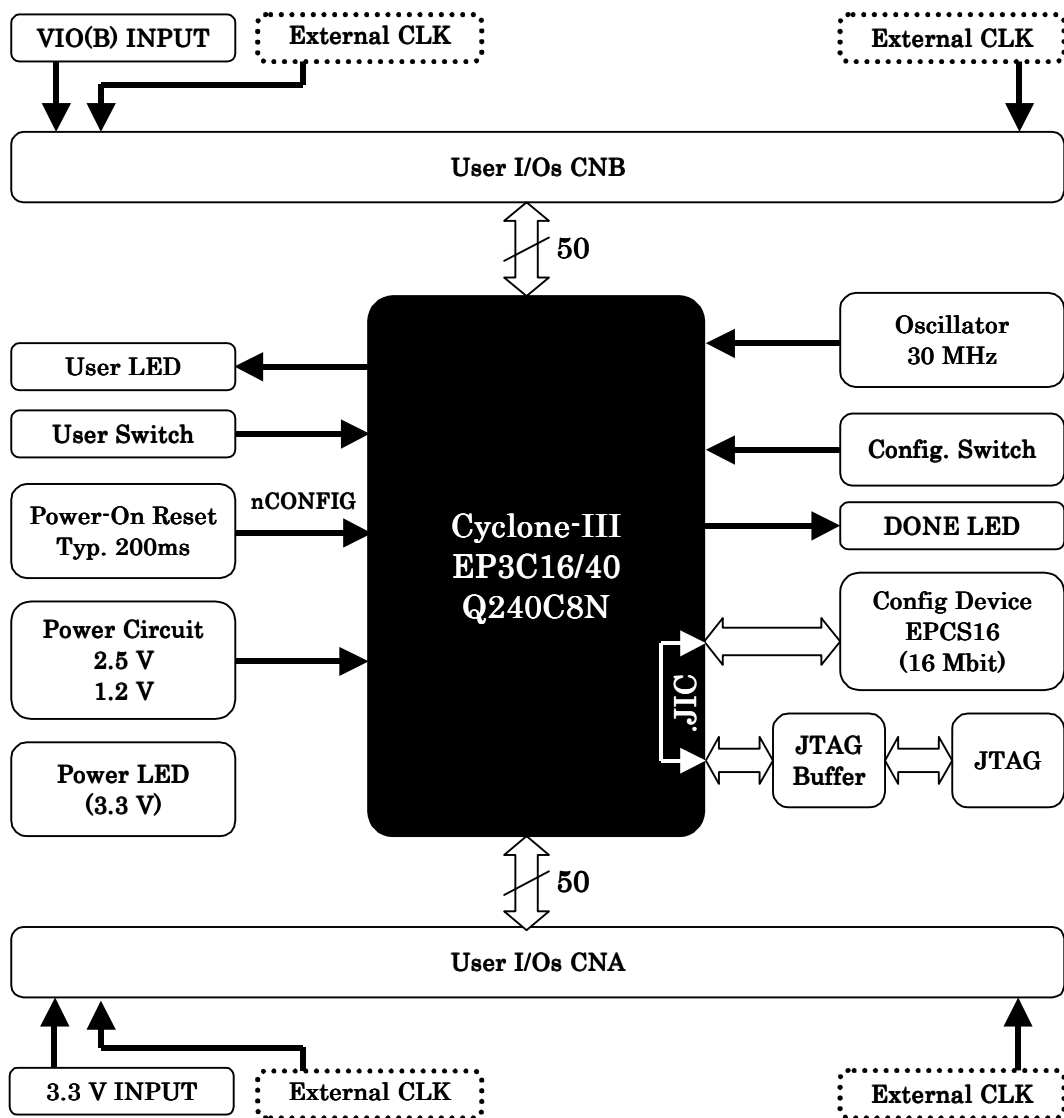 VIO(B) INPUT
External CLK
External CLK
User I/Os CNB
50
User LED
User Switch
Power-On Reset
Typ. 200ms
nCONFIG
Power Circuit
2.5 V
1.2 V
Power LED
(3.3 V)
Cyclone-III
EP3C16/40
Q240C8N
.JIC
Oscillator
30 MHz
Config. Switch
DONE LED
Config Device
EPCS16
(16 Mbit)
JTAG
Buffer
JTAG
50
User I/Os CNA
3.3 V INPUT
External CLK
External CLK